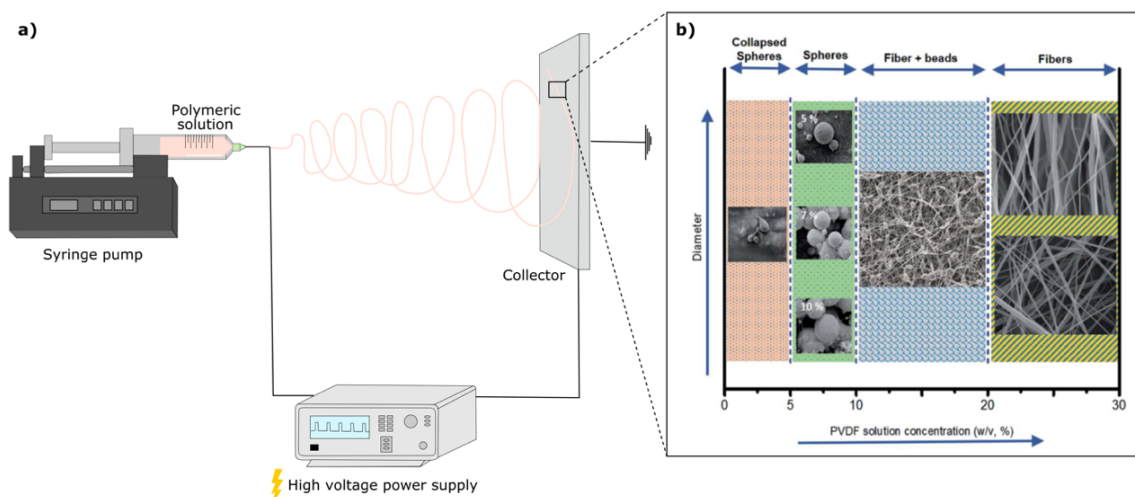 a)
Polymeric
solution
Syringe pump
Collector
High voltage power supply
b)
Collapsed
Spheres
Spheres
Fiber + beads
Fibers
Diameter
5 %
7 %
10 %
0
5
10
20
30
PVDF solution concentration (w/v, %)